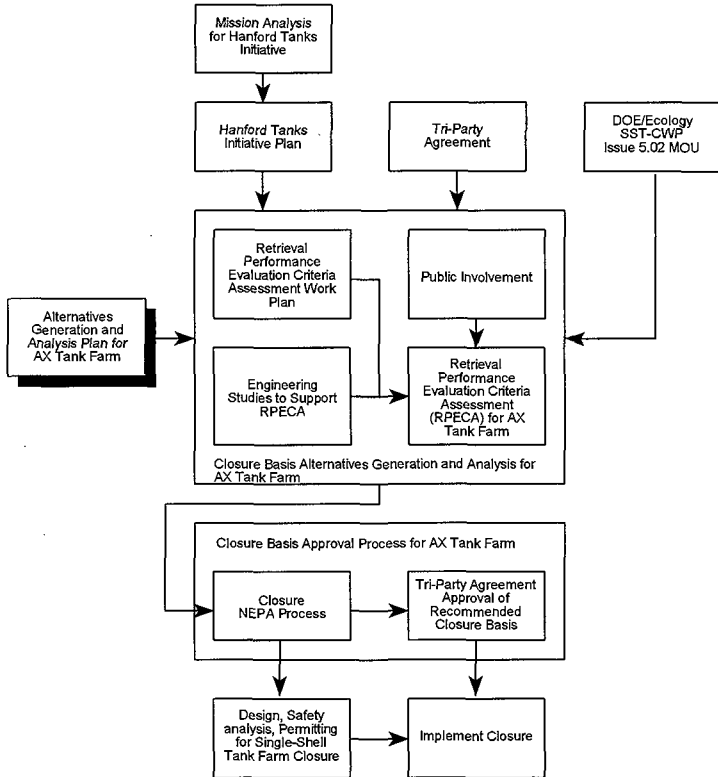 Mission Analysis
for Hanford Tanks
Initiative
Hanford Tanks
Initiative Plan
Tri-Party
Agreement
DOE/Ecology
SST-CWP
Issue 5.02 MOU
Retrieval
Performance
Evaluation Criteria
Assessment Work
Plan
Public Involvement
Alternatives
Generation and
Analysis Plan for
AX Tank Farm
Engineering
Studies to Support
RPECA
Retrieval
Performance
Evaluation Criteria
Assessment
(RPECA) for AX
Tank Farm
Closure Basis Alternatives Generation and Analysis for
AX Tank Farm
Closure Basis Approval Process for AX Tank Farm
Closure
NEPA Process
Tri-Party Agreement
Approval of
Recommended
Closure Basis
Design, Safety
analysis, Permitting
for Single-Shell
Tank Farm Closure
Implement Closure